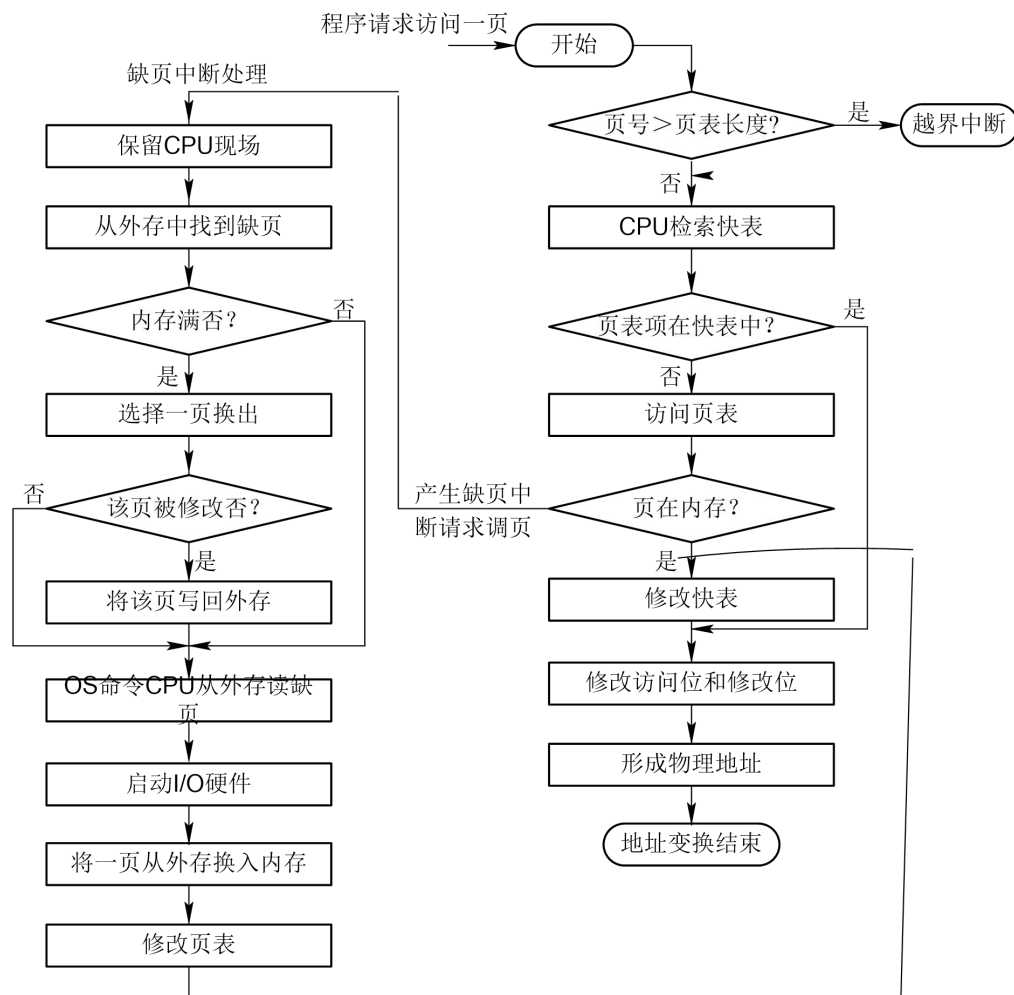 程序请求访问一页
开始
缺页中断处理
页号＞页表长度?
是
越界中断
保留CPU现场
否
从外存中找到缺页
CPU检索快表
内存满否？
否
页表项在快表中？
是
是
否
选择一页换出
访问页表
否
该页被修改否？
产生缺页中
断请求调页
页在内存？
是
是
将该页写回外存
修改快表
OS命令CPU从外存读缺
页
修改访问位和修改位
启动I/O硬件
形成物理地址
将一页从外存换入内存
地址变换结束
修改页表